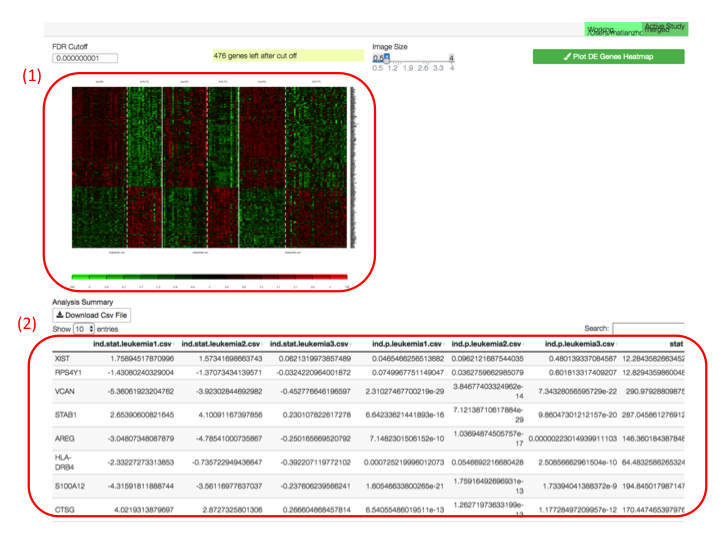 Working
Active Study
merged
FDR Cutoff
0.000000001
476 genes left after cut off
Image Size
0.5 4
0.5 1.2 1.9 2.6 3.3 4
Plot DE Genes Heatmap
(1)
Analysis Summary
Download Csv File
(2)
Show 10 entries
Search:
ind.stat.leukemia1.csv ind.stat.leukemia2.csv ind.stat.leukemia3.csv ind.p.leukemia1.csv ind.p.leukemia2.csv ind.p.leukemia3.csv stat
XIST 1.75894517870996 1.57341698663743 0.0621319973857489 0.0465466256513682 0.0962121687544035 0.480139337084587 12.2843582663452
RPS4Y1 -1.43080240329004 -1.37073434139571 -0.0324220964001872 0.0749967751149047 0.0362759662985079 0.601813317409207 12.8294359860048
VCAN -5.36061923204762 -3.92302844692982 -0.452776646196597 2.31027467700219e-29 3.84677403324962e-14 7.34328056595729e-22 290.97928809875
STAB1 2.65390600821645 4.10091167397856 0.230107822617278 6.64233621441893e-16 7.12138710617884e-29 9.86047301212157e-20 287.045861276912
AREG -3.04807348087879 -4.78541000735867 -0.250165669520792 7.1482301506152e-10 1.03694874505757e-17 0.00000223014939911103 146.360184387848
HLA-DRB4 -2.33227273313853 -0.735722949436647 -0.392207119772102 0.000725219996012073 0.0546692216680428 2.50856662961504e-10 64.4832586265324
S100A12 -4.31591811888744 -3.56116977637037 -0.237606239566241 1.60546633800265e-21 1.75916492696931e-13 1.73394041388372e-9 194.845017987147
CTSG 4.0219313879697 2.8727325801306 0.266604868457814 6.54055486019511e-13 1.26271973633199e-13 1.17728497209957e-12 170.447465397976